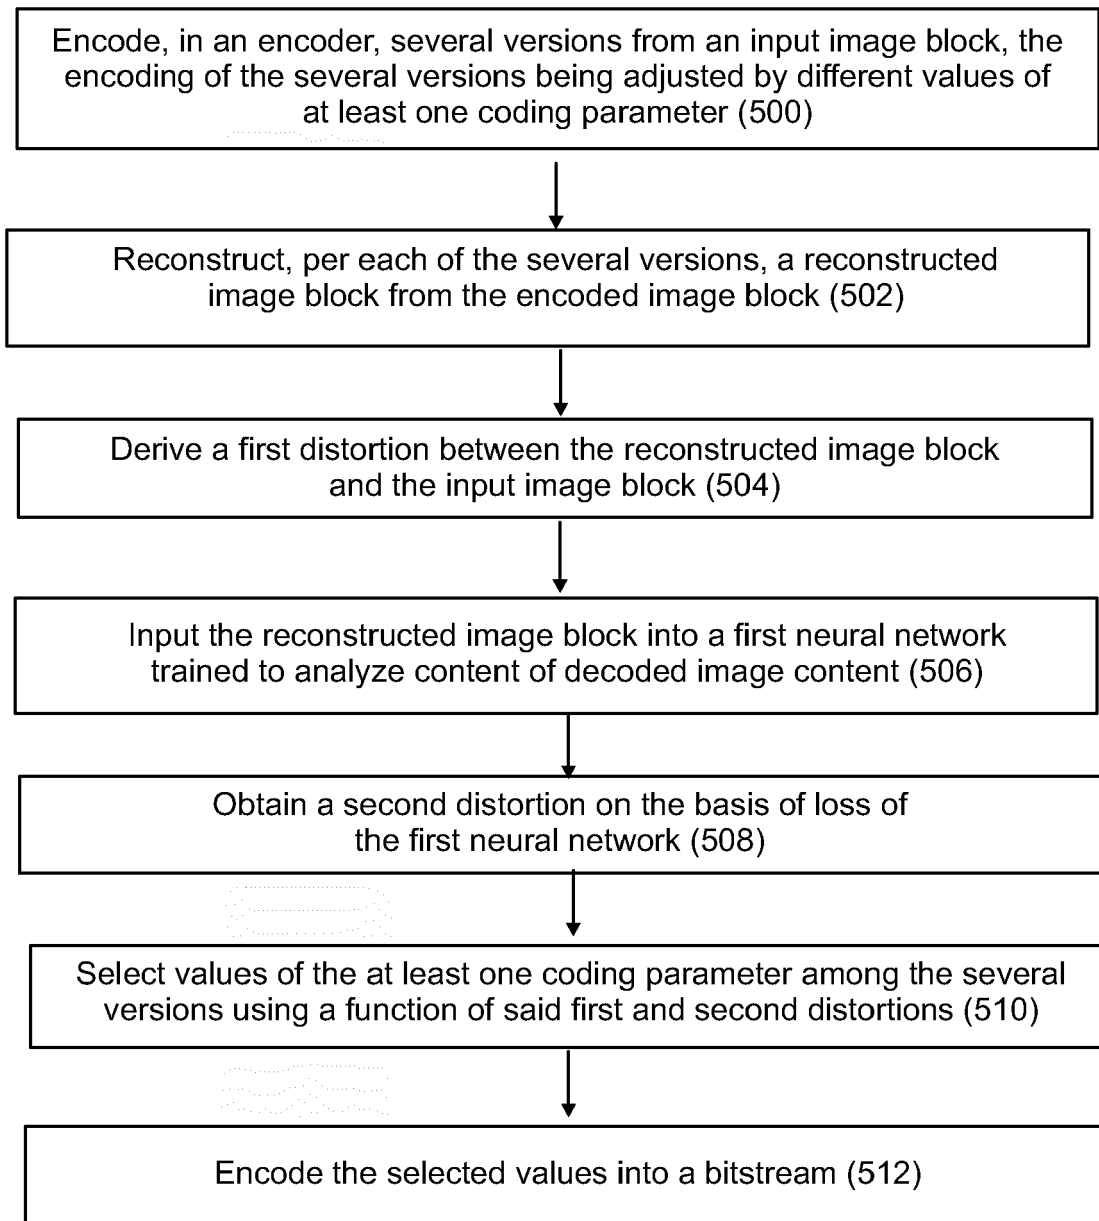 Encode, in an encoder, several versions from an input image block, the
encoding of the several versions being adjusted by different values of
at least one coding parameter (500)
Reconstruct, per each of the several versions, a reconstructed
image block from the encoded image block (502)
Derive a first distortion between the reconstructed image block
and the input image block (504)
Input the reconstructed image block into a first neural network
trained to analyze content of decoded image content (506)
Obtain a second distortion on the basis of loss of
the first neural network (508)
Select values of the at least one coding parameter among the several
versions using a function of said first and second distortions (510)
Encode the selected values into a bitstream (512)